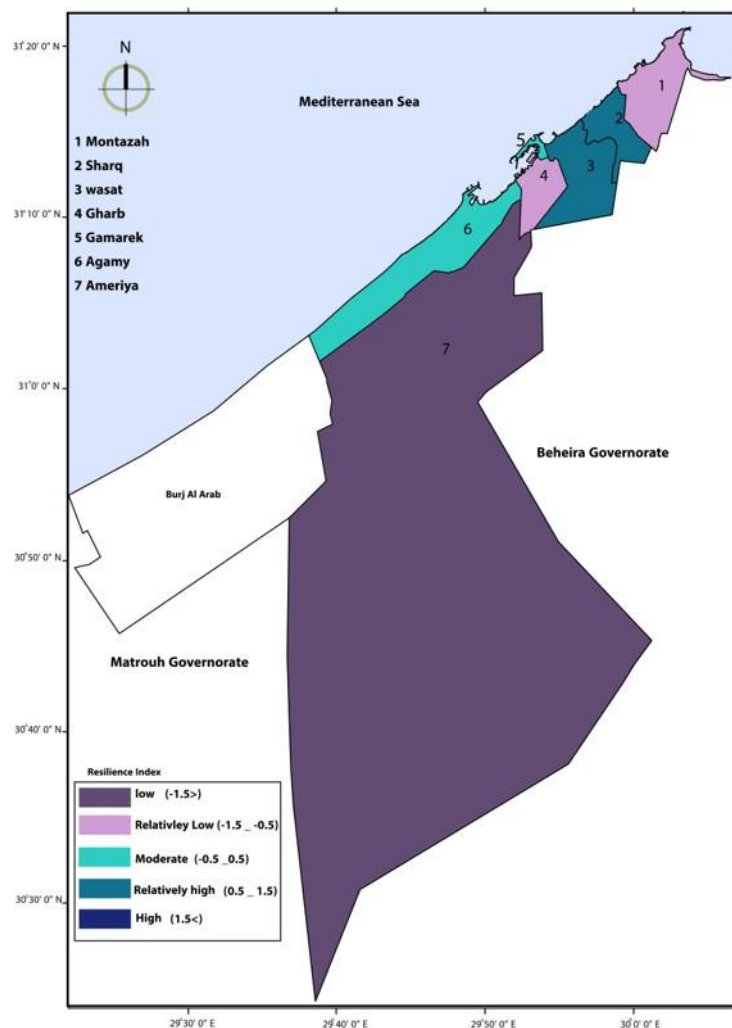 31°20' 0" N
N
Mediterranean Sea
1 Montazah
2 Sharq
3 wasat
4 Gharb
5 Gamarek
6 Agamy
7 Ameriya
1
2
5
3
4
31°10' 0" N
6
7
31°0' 0" N
Beheira Governorate
Burj Al Arab
30°50' 0" N
Matrouh Governorate
30°40' 0" N
Resilience Index
low (-1.5>)
Relativley Low (-1.5 _ -0.5)
Moderate (-0.5 _0.5)
Relatively high (0.5 _ 1.5)
High (1.5<)
30°30' 0" N
29°30' 0" E
29°40' 0" E
29°50' 0" E
30°0' 0" E